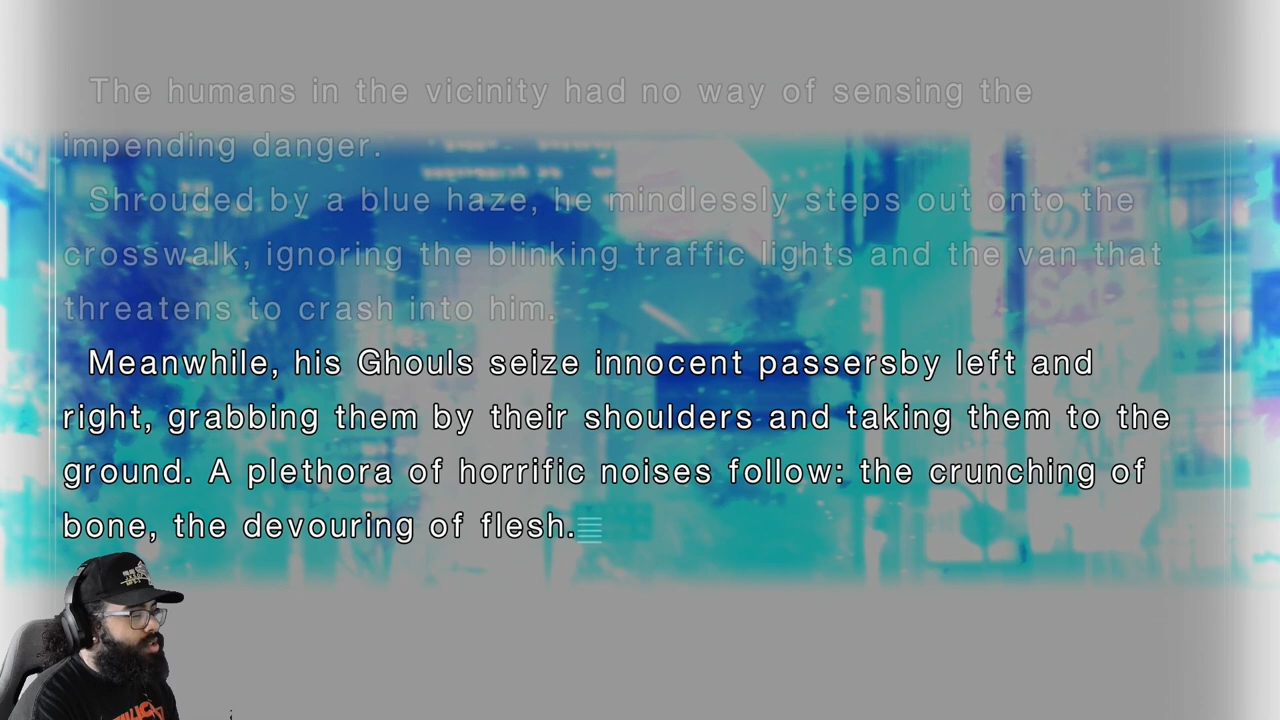 The humans in the vicinity had no way of sensing the
impending danger.
Shrouded by a blue haze, he mindlessly steps out onto the
crosswalk, ignoring the blinking traffic lights and the van that
threatens to crash into him.
Meanwhile, his Ghouls seize innocent passersby left and
right, grabbing them by their shoulders and taking them to the
ground. A plethora of horrific noises follow: the crunching of
bone, the devouring of flesh.
の